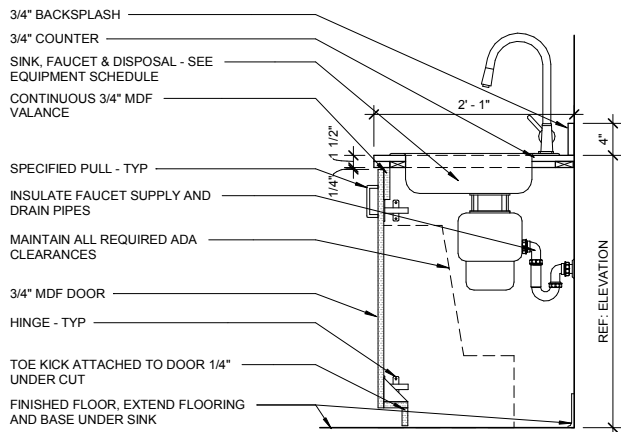 3/4" BACKSPLASH
3/4" COUNTER
SINK, FAUCET & DISPOSAL - SEE
EQUIPMENT SCHEDULE
CONTINUOUS 3/4" MDF
VALANCE
SPECIFIED PULL - TYP
INSULATE FAUCET SUPPLY AND
DRAIN PIPES
MAINTAIN ALL REQUIRED ADA
CLEARANCES
3/4" MDF DOOR
HINGE - TYP
TOE KICK ATTACHED TO DOOR 1/4"
UNDER CUT
FINISHED FLOOR, EXTEND FLOORING
AND BASE UNDER SINK
2' - 1"
1 1/2"
1/4"
4"
REF: ELEVATION